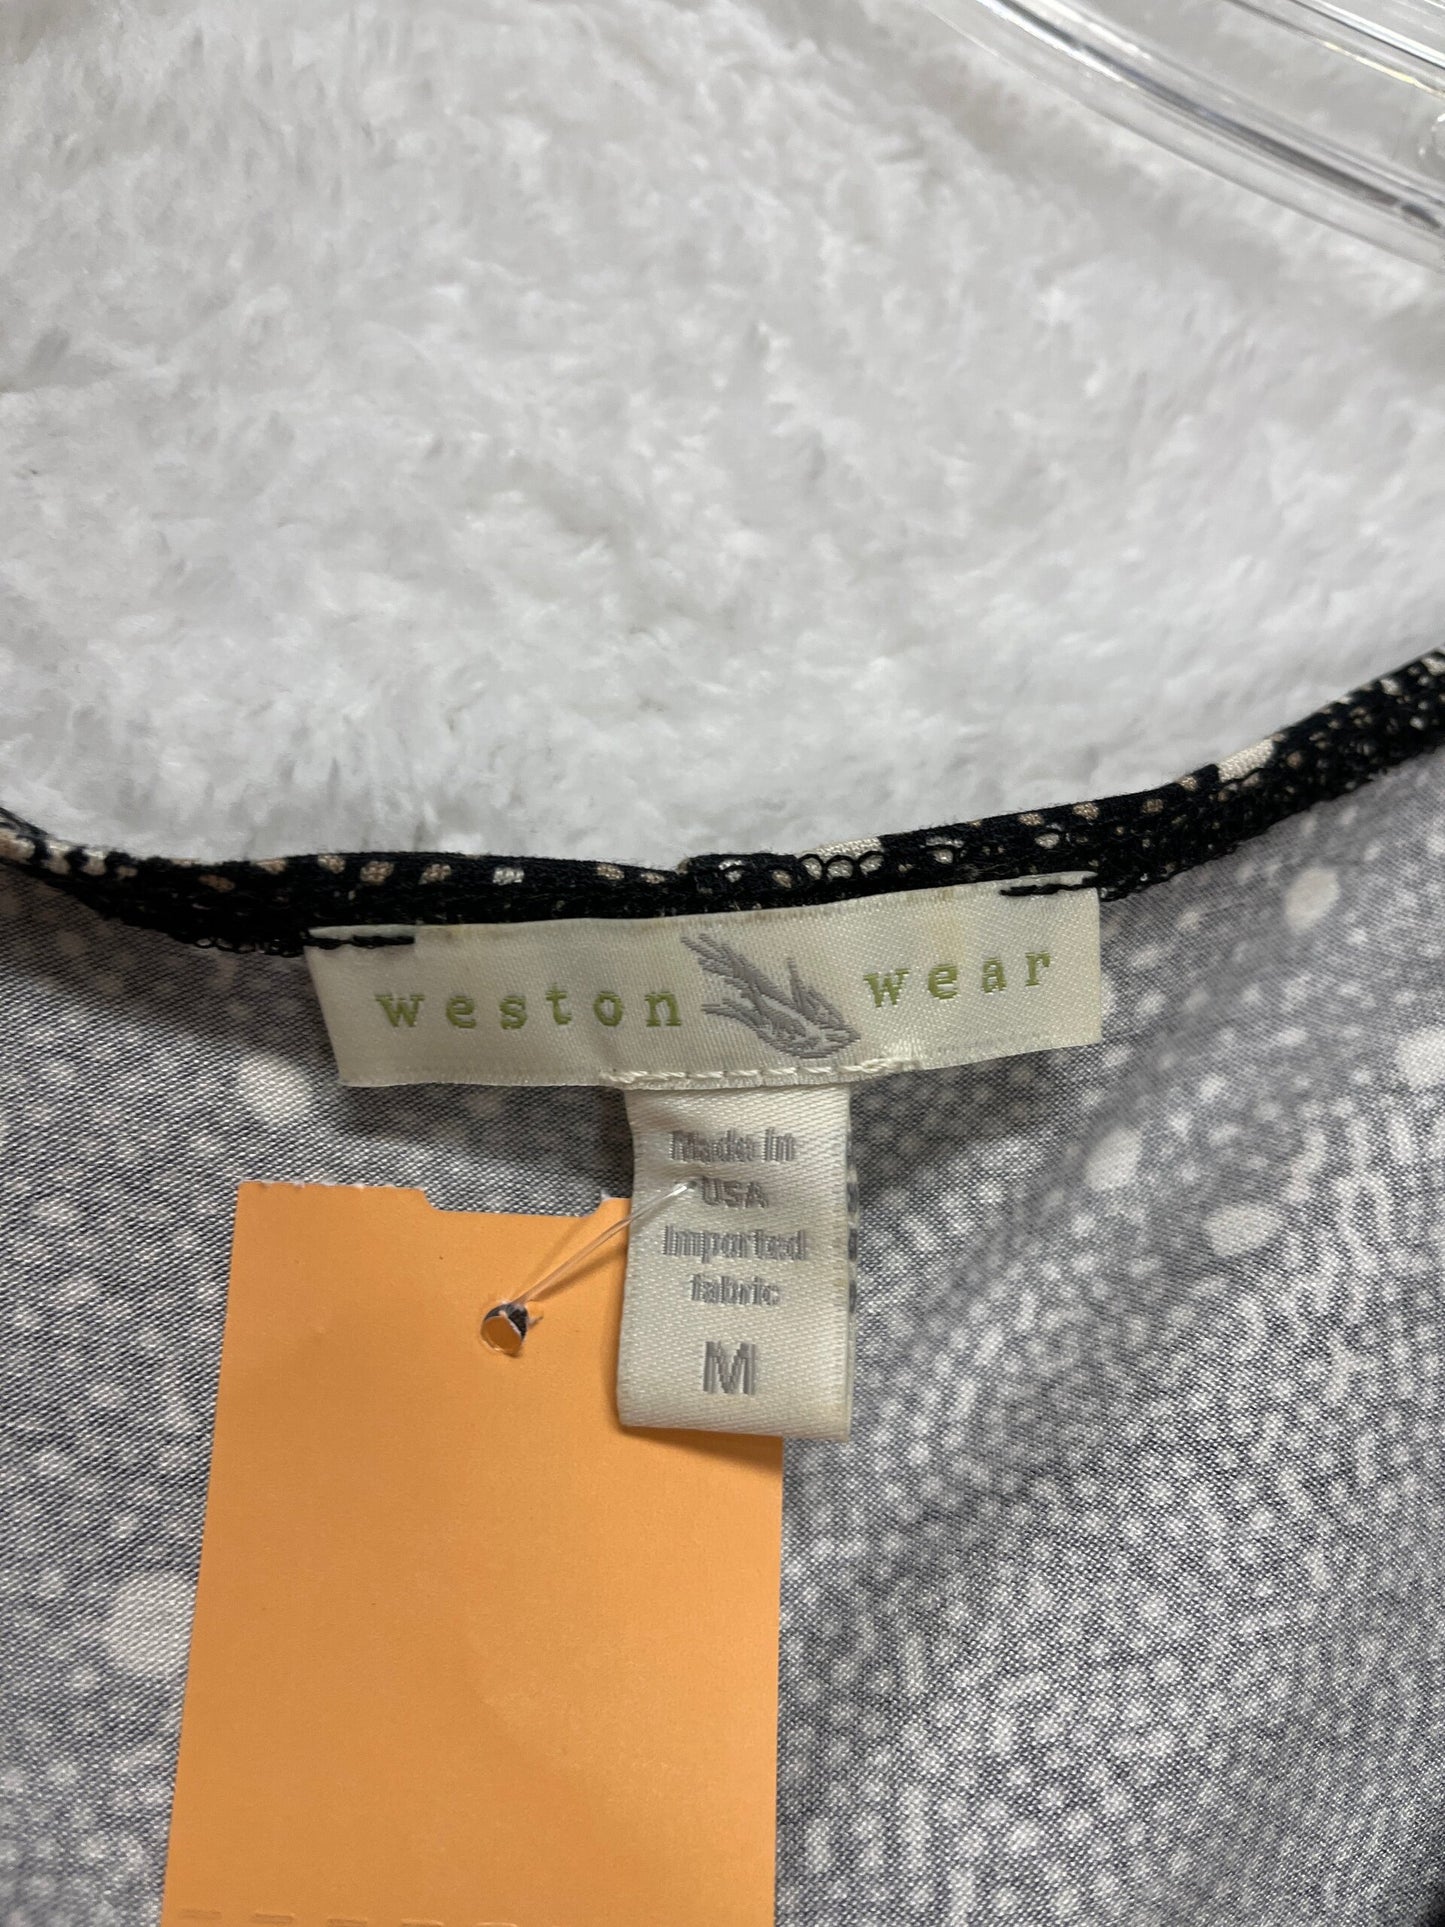 weston wear
Made in
USA
Imported
fabric
M